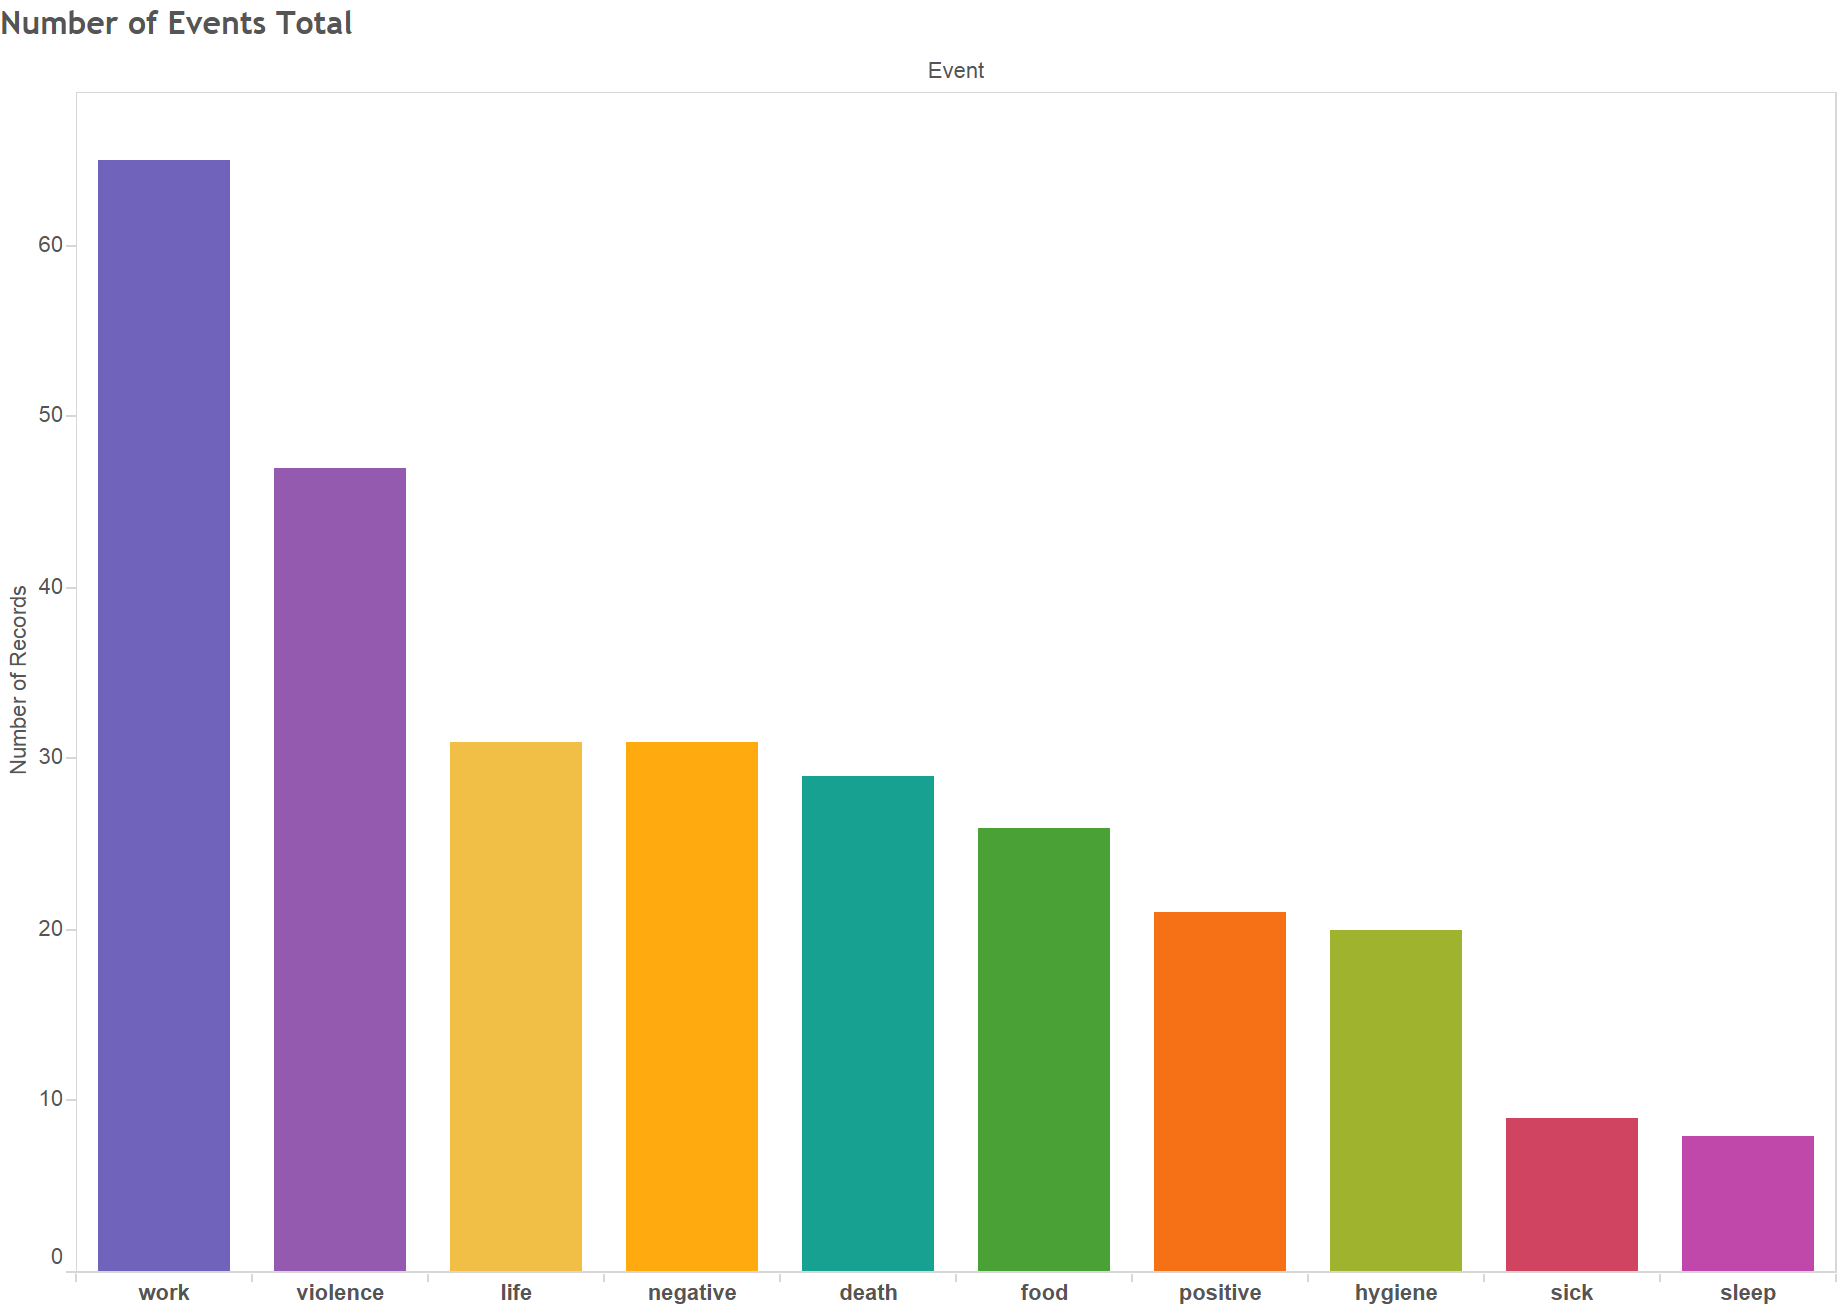 Number of Events Total
Event
Number of Records
60
50
40
30
20
10
0
work violence life negative death food positive hygiene sick sleep